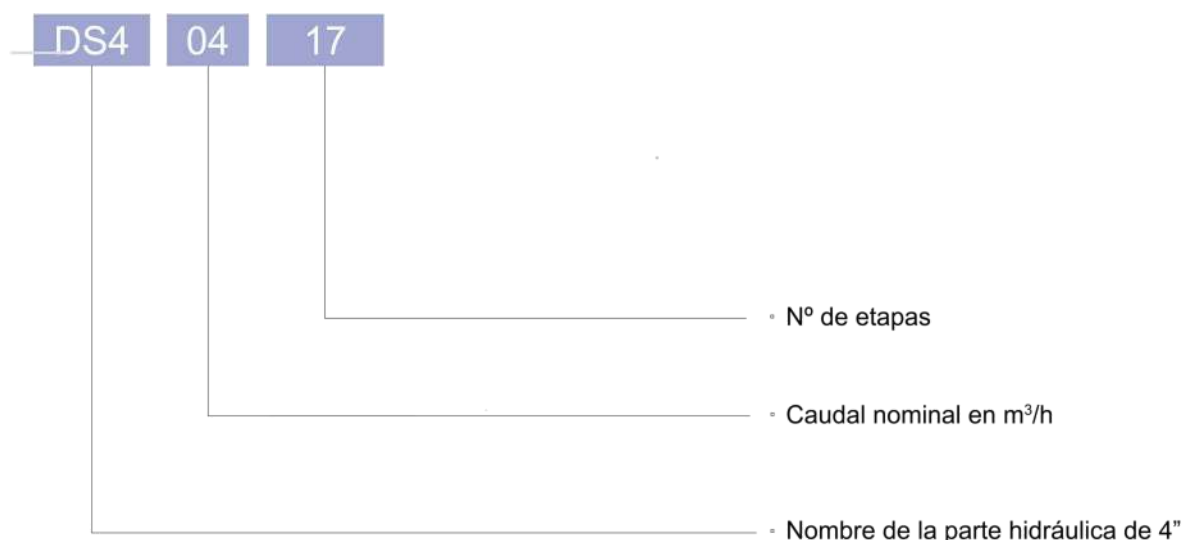 DS4 04 17
Nº de etapas
Caudal nominal en m³/h
Nombre de la parte hidráulica de 4”